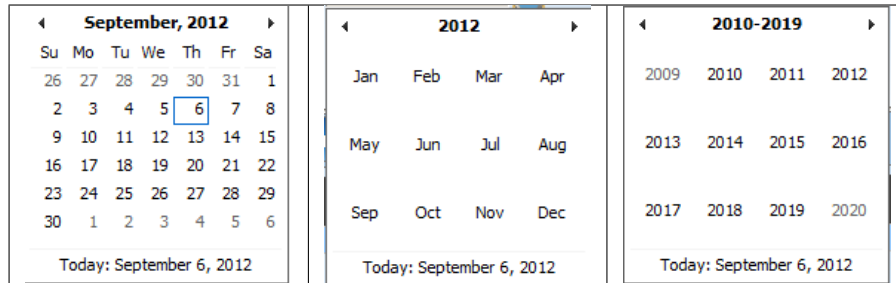 September, 2012
Su Mo Tu We Th Fr Sa
26 27 28 29 30 31 1
2 3 4 5 6 7 8
9 10 11 12 13 14 15
16 17 18 19 20 21 22
23 24 25 26 27 28 29
30 1 2 3 4 5 6
Today: September 6, 2012
2012
Jan Feb Mar Apr
May Jun Jul Aug
Sep Oct Nov Dec
Today: September 6, 2012
2010-2019
2009 2010 2011 2012
2013 2014 2015 2016
2017 2018 2019 2020
Today: September 6, 2012